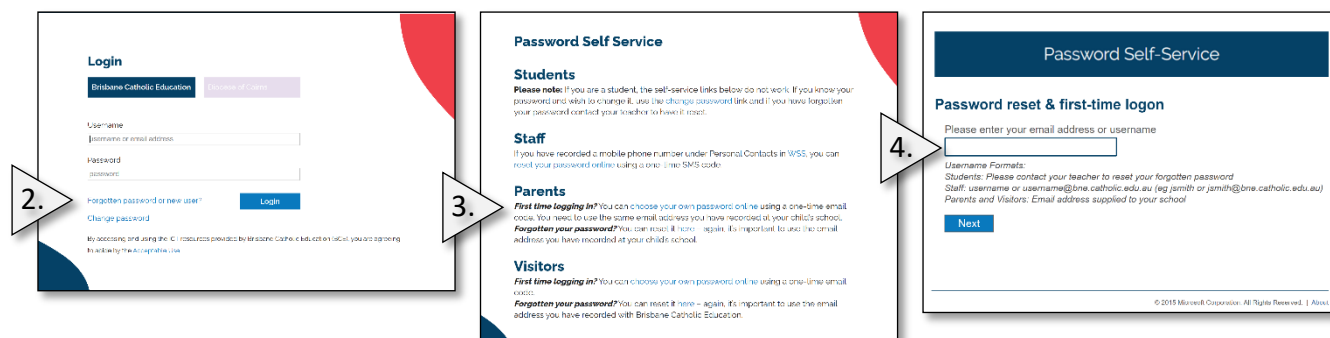 2.
Login
Brisbane Catholic Education
Diocese of Cairns
Username
username or email address
Password
password
Forgotten password or new user?
Login
Change password
By accessing and using the ICT resources provided by Brisbane Catholic Education (BCE), you are agreeing
to abide by the Acceptable Use
3.
Password Self Service
Students
Please note: If you are a student, the self-service links below do not work. If you know your
password and wish to change it, use the change password link and if you have forgotten
your password contact your teacher to have it reset.
Staff
If you have recorded a mobile phone number under Personal Contacts in WSS, you can
reset your password online using a one-time SMS code
Parents
First time logging in? You can choose your own password online using a one-time email
code. You need to use the same email address you have recorded at your child's school.
Forgotten your password? You can reset it here – again, it's important to use the email
address you have recorded at your child's school.
Visitors
First time logging in? You can choose your own password online using a one-time email
code.
Forgotten your password? You can reset it here – again, it's important to use the email
address you have recorded with Brisbane Catholic Education.
4.
Password Self-Service
Password reset & first-time logon
Please enter your email address or username
Username Formats:
Students: Please contact your teacher to reset your forgotten password
Staff: username or username@bne.catholic.edu.au (eg jsmith or jsmith@bne.catholic.edu.au)
Parents and Visitors: Email address supplied to your school
Next
© 2015 Microsoft Corporation. All Rights Reserved. | About